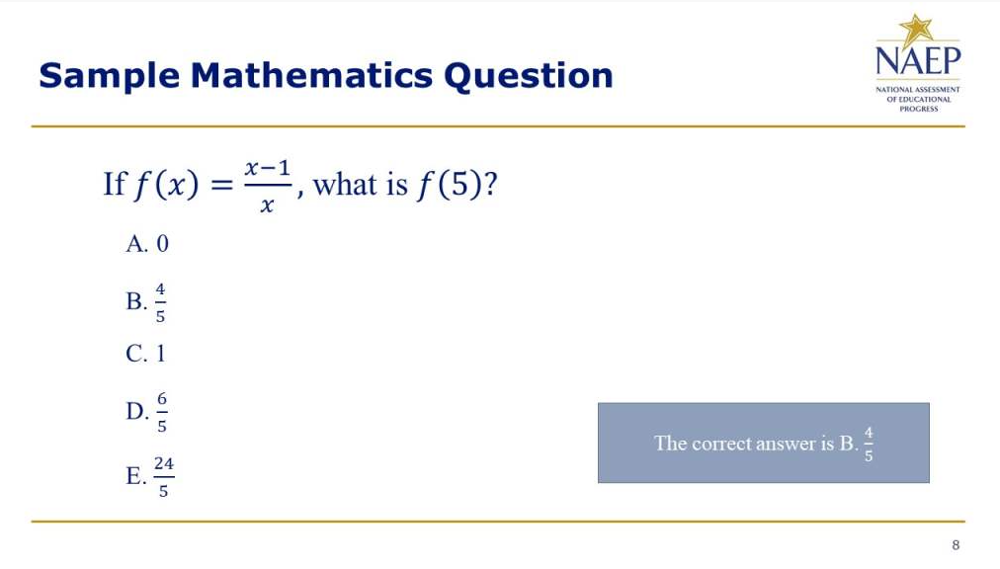 Sample Mathematics Question
NAEP
NATIONAL ASSESSMENT
OF EDUCATIONAL
PROGRESS
If f(x) = \frac{x-1}{x}, what is f(5)?
A. 0
B. \frac{4}{5}
C. 1
D. \frac{6}{5}
E. \frac{24}{5}
The correct answer is B. \frac{4}{5}
8